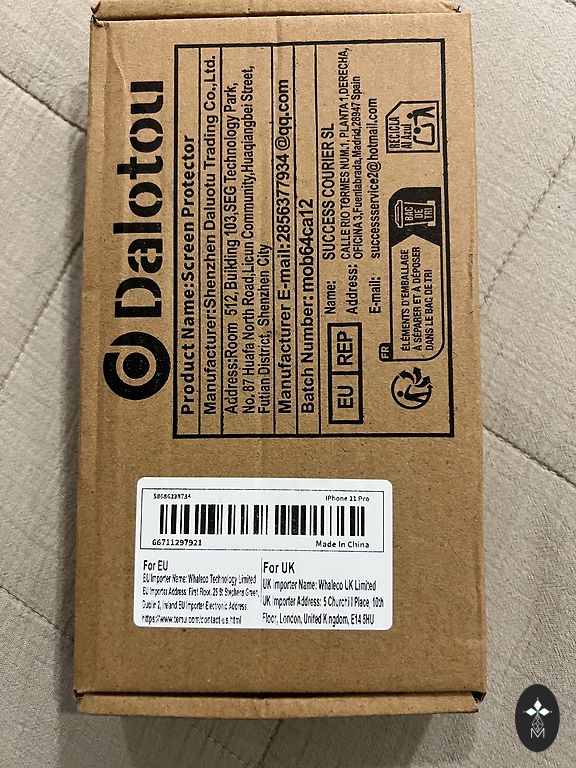 Dalotou
Product Name:Screen Protector
Manufacturer:Shenzhen Daluotu Trading Co.,Ltd.
Address:Room 512, Building 103,SEG Technology Park,
No. 87 Huafa North Road,Licun Community,Huaqiangbei Street,
Futian District, Shenzhen City
Manufacturer E-mail:2856377934 @qq.com
Batch Number: mob64ca12
EU REP
Name: SUCCESS COURIER SL
Address: CALLE RIO TORMES NUM.1, PLANTA 1,DERECHA,
OFICINA 3,Fuenlabrada,Madrid,28947 Spain
E-mail: successservice2@hotmail.com
FR
ÉLÉMENTS D'EMBALLAGE
À SÉPARER ET À DÉPOSER
DANS LE BAC DE TRI
BAC
DE
TRI
RECICLA
Al Azul
58686338734 iPhone 11 Pro
G6711297921 Made In China
For EU
EU Importer Name: Whaleco Technology Limited
EU Importer Address: First Floor, 25 St Stephens Green,
Dublin 2, Ireland EU Importer Electronic Address:
https://www.temu.com/contact-us.html
For UK
UK Importer Name: Whaleco UK Limited
UK Importer Address: 5 Churchill Place, 10th
Floor, London, United Kingdom, E14 5HU
M